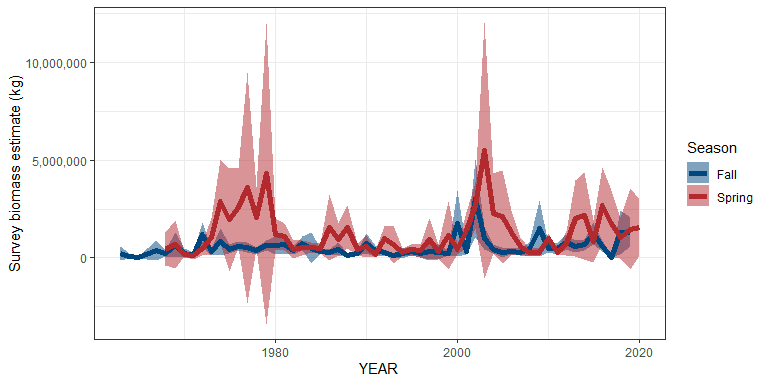 10,000,000
5,000,000
0
Survey biomass estimate (kg)
1980
2000
2020
YEAR
Season
Fall
Spring